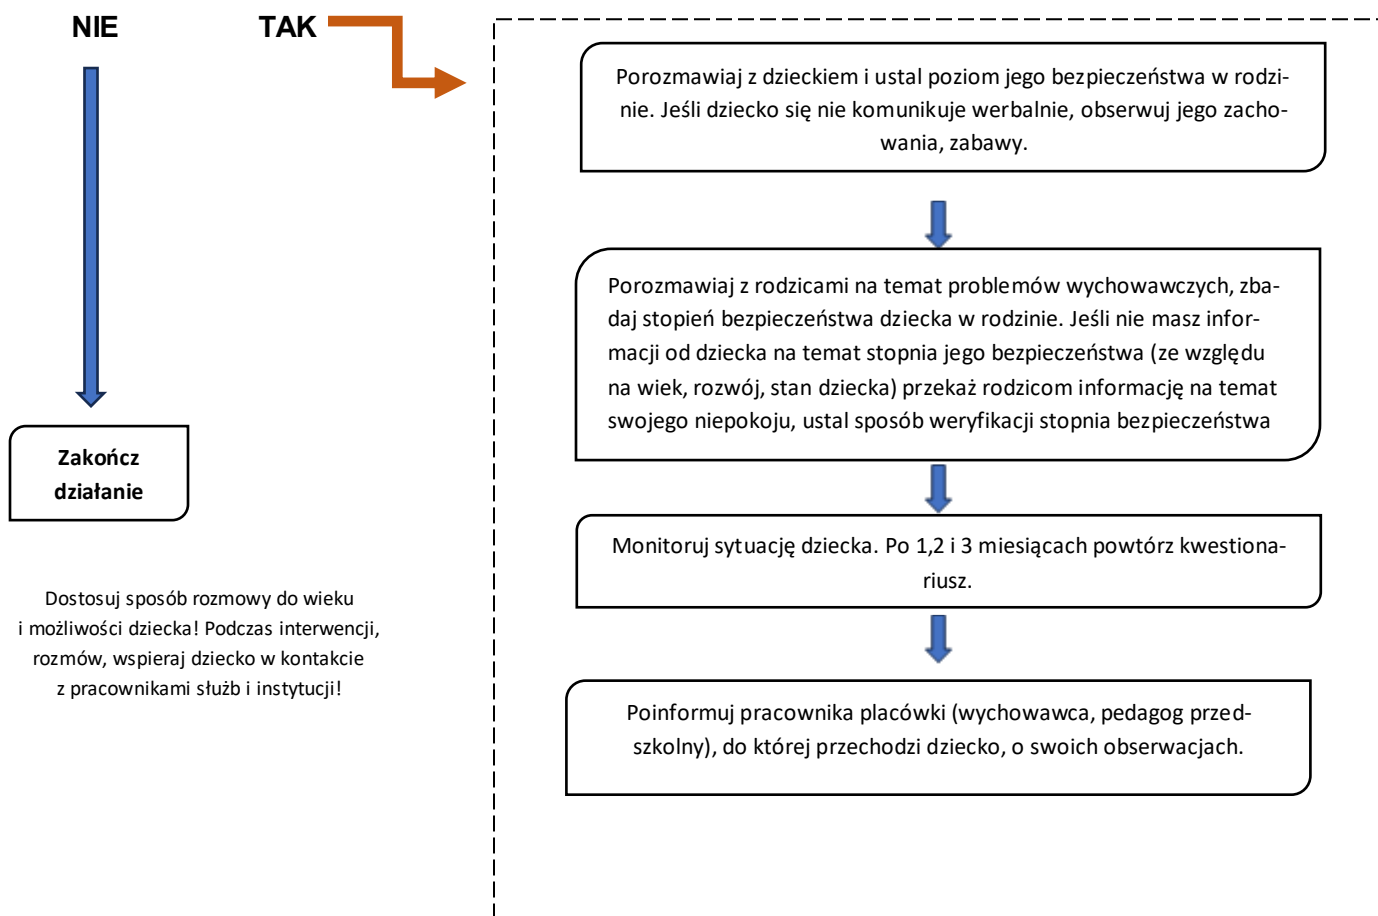 NIE
TAK
Porozmawiaj z dzieckiem i ustal poziom jego bezpieczeństwa w rodzi-
nie. Jeśli dziecko się nie komunikuje werbalnie, obserwuj jego zacho-
wania, zabawy.
Porozmawiaj z rodzicami na temat problemów wychowawczych, zba-
daj stopień bezpieczeństwa dziecka w rodzinie. Jeśli nie masz infor-
macji od dziecka na temat stopnia jego bezpieczeństwa (ze względu
na wiek, rozwój, stan dziecka) przekaż rodzicom informację na temat
swojego niepokoju, ustal sposób weryfikacji stopnia bezpieczeństwa
Zakończ
działanie
Monitoruj sytuację dziecka. Po 1,2 i 3 miesiącach powtórz kwestiona-
riusz.
Dostosuj sposób rozmowy do wieku
i możliwości dziecka! Podczas interwencji,
rozmów, wspieraj dziecko w kontakcie
z pracownikami służb i instytucji!
Poinformuj pracownika placówki (wychowawca, pedagog przed-
szkolny), do której przechodzi dziecko, o swoich obserwacjach.